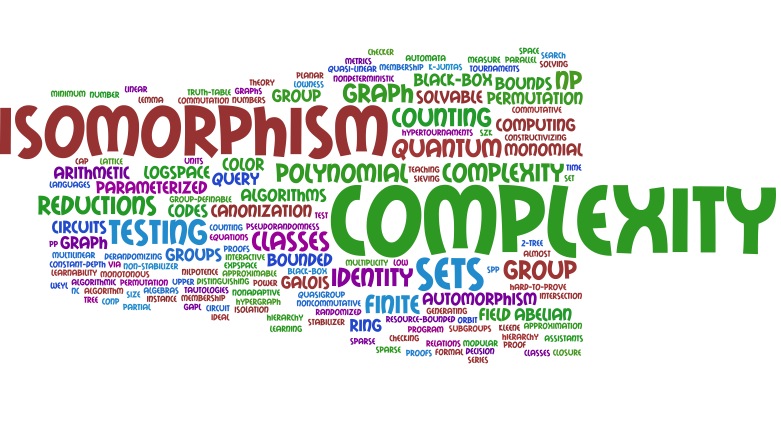 CHECKER SPACE
METRICS AUTOMATA MEASURE PARALLEL SEARCH
QUASI-LINEAR MEMBERSHIP K-JUNTAS TOURNAMENTS SOLVING
THEORY PLANAR NONDETERMINISTIC BLACK-BOX BOUNDS NP
LINEAR LOWNESS
MINIMUM NUMBER TRUTH-TABLE GRAPHS GROUP GRAPH SOLVABLE PERMUTATION
LEMMA COMMUTATION NUMBERS
ISOMORPHISM COUNTING COMMUTATIVE
HYPERTOURNAMENTS SZK COMPUTING
CONSTRUCTIVIZING
QUANTUM MONOMIAL
CAP LATTICE UNITS COLOR
ARITHMETIC LOGSPACE QUERY POLYNOMIAL TEACHING COMPLEXITY TIME
LANGUAGES PARAMETERIZED SIEVING SET
REDUCTIONS GROUP-DEFINABLE ALGORITHMS COMPLEXITY
CODES CANONIZATION TEST
CIRCUITS TESTING COUNTING PSEUDORANDOMNESS
PP GRAPH EQUATIONS CLASSES 2-TREE
MULTILINEAR DERANDOMIZING GROUPS PROOFS INTERACTIVE BOUNDED ALMOST
CONSTANT-DEPTH VIA NON-STABILIZER EXPSPACE MULTIPLICITY LOW
LEARNABILITY MONOTONOUS NILPOTENCE APPROXIMABLE BLACK-BOX IDENTITY SETS SPP GROUP
WEYL ALGORITHMIC PERMUTATION UPPER DISTINGUISHING POWER GALOIS HARD-TO-PROVE
NC ALGORITHM SIZE ALGEBRAS TAUTOLOGIES NONADAPTIVE QUASIGROUP FINITE AUTOMORPHISM INTERSECTION
TREE CONP INSTANCE MEMBERSHIP HYPERGRAPH NONCOMMUTATIVE
PARTIAL GAPL CIRCUIT ISOLATION RANDOMIZED GENERATING FIELD ABELIAN
IDEAL HIERARCHY STABILIZER RING RESOURCE-BOUNDED ORBIT
LEARNING PROGRAM SUBGROUPS KLEENE APPROXIMATION
SPARSE CHECKING RELATIONS MODULAR HIERARCHY ASSISTANTS
PROOF
SPARSE PROOFS FORMAL DECISION CLASSES CLOSURE
SERIES